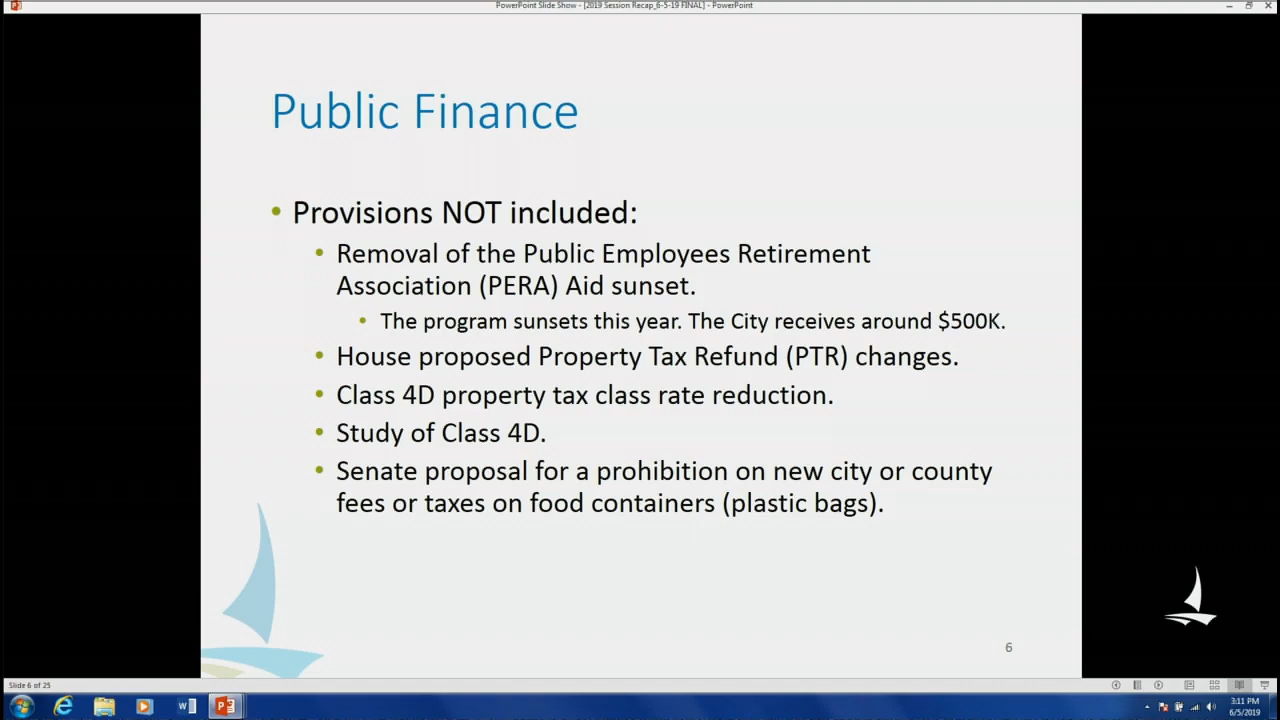 PowerPoint Slide Show - [2019 Session Recap_6-5-19 FINAL] - PowerPoint
Public Finance
• Provisions NOT included:
• Removal of the Public Employees Retirement
Association (PERA) Aid sunset.
• The program sunsets this year. The City receives around $500K.
• House proposed Property Tax Refund (PTR) changes.
• Class 4D property tax class rate reduction.
• Study of Class 4D.
• Senate proposal for a prohibition on new city or county
fees or taxes on food containers (plastic bags).
6
Slide 6 of 25
3:11 PM
6/5/2019